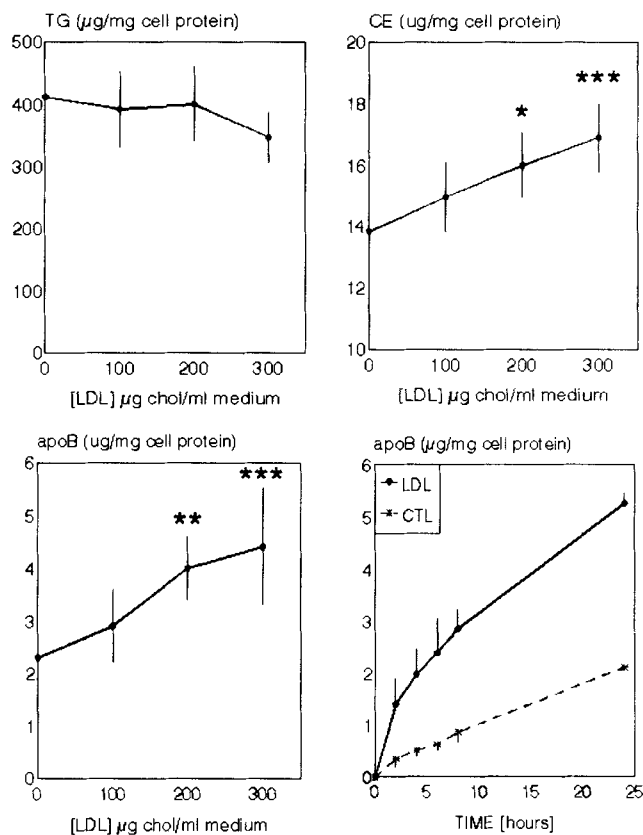 TG (µg/mg cell protein)
500
400
300
200
100
0
0 100 200 300
[LDL] µg chol/ml medium
CE (ug/mg cell protein)
20
18
16
14
12
10
* ***
0 100 200 300
[LDL] µg chol/ml medium
apoB (ug/mg cell protein)
6
5
4
3
2
1
0
** ***
0 100 200 300
[LDL] µg chol/ml medium
apoB (µg/mg cell protein)
6
5
4
3
2
1
0
LDL
CTL
0 5 10 15 20 25
TIME [hours]